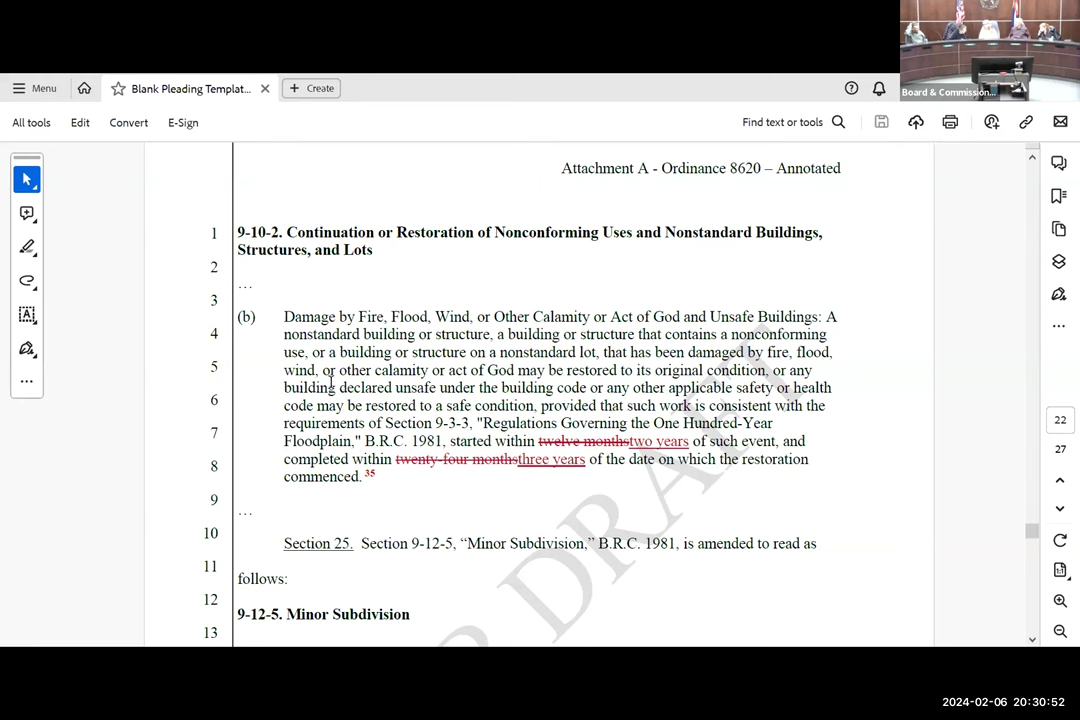 Menu
Blank Pleading Templat...
Create
Board & Commission...
All tools
Edit
Convert
E-Sign
Find text or tools
Attachment A - Ordinance 8620 – Annotated
1 9-10-2. Continuation or Restoration of Nonconforming Uses and Nonstandard Buildings,
Structures, and Lots
2
…
3
(b) Damage by Fire, Flood, Wind, or Other Calamity or Act of God and Unsafe Buildings: A
4 nonstandard building or structure, a building or structure that contains a nonconforming
use, or a building or structure on a nonstandard lot, that has been damaged by fire, flood,
5 wind, or other calamity or act of God may be restored to its original condition, or any
building declared unsafe under the building code or any other applicable safety or health
6 code may be restored to a safe condition, provided that such work is consistent with the
requirements of Section 9-3-3, "Regulations Governing the One Hundred-Year
7 Floodplain," B.R.C. 1981, started within twelve monthstwo years of such event, and
8 completed within twenty-four monthsthree years of the date on which the restoration
commenced. 35
9
…
10 Section 25. Section 9-12-5, “Minor Subdivision,” B.R.C. 1981, is amended to read as
11 follows:
12 9-12-5. Minor Subdivision
13
DRAFT
22
27
1:1
2024-02-06 20:30:52